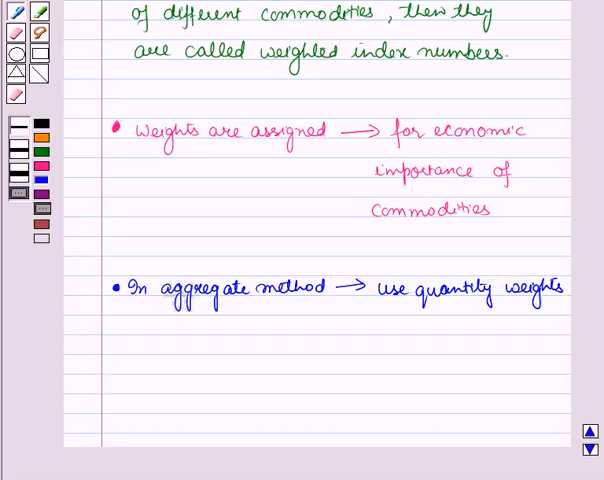 of different commodities, then they
are called weighted index numbers.
• Weights are assigned → for economic
importance of
commodities
• In aggregate method → use quantity weights